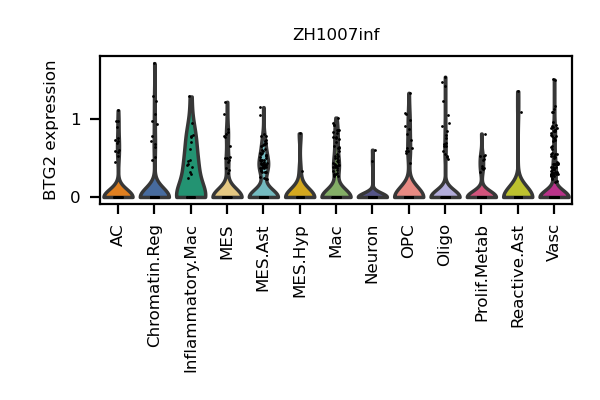 ZH1007inf
BTG2 expression
1
0
AC
Chromatin.Reg
Inflammatory.Mac
MES
MES.Ast
MES.Hyp
Mac
Neuron
OPC
Oligo
Prolif.Metab
Reactive.Ast
Vasc